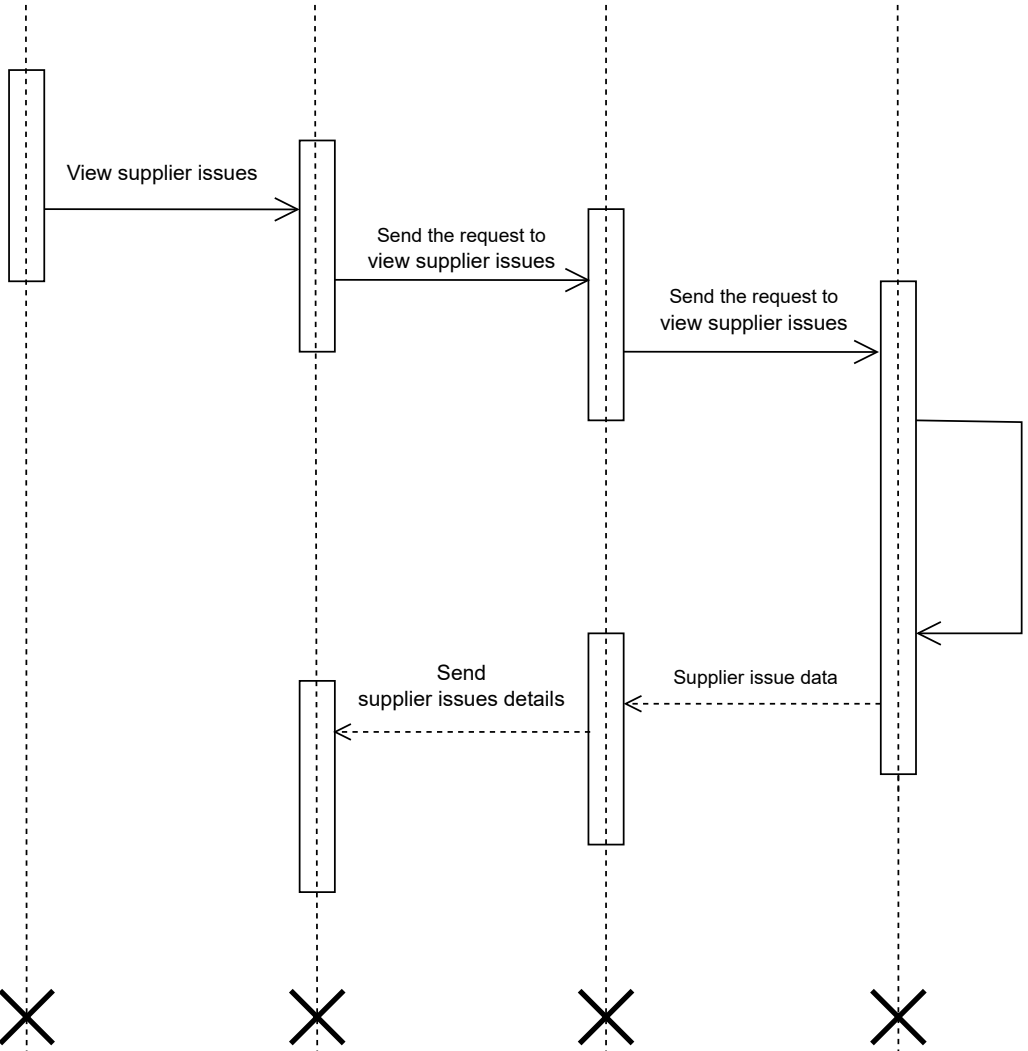 View supplier issues
Send the request to
view supplier issues
Send the request to
view supplier issues
Send
supplier issues details
Supplier issue data